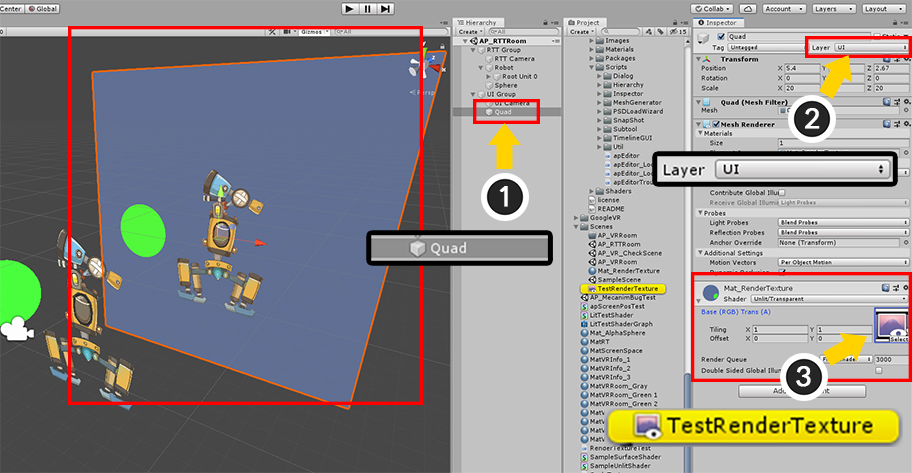 Center
Global
Collab
Account
Layers
Layout
Gizmos
All
Persp
Hierarchy
Create
All
AP_RTTRoom
RTT Group
RTT Camera
Robot
Root Unit 0
Sphere
UI Group
UI Camera
Quad
1
Quad
Project
Create
15
Images
Materials
Packages
Scripts
Dialog
Hierarchy
Inspector
MeshGenerator
PSDLoadWizard
SnapShot
Subtool
TimelineGUI
Util
apEditor
apEditor_Lo
apEditor_Lo
apEditorTrou
Shaders
license
README
GoogleVR
Scenes
AP_VRRoom
AP_RTTRoom
AP_VR_CheckScene
AP_VRRoom
Mat_RenderTexture
SampleScene
TestRenderTexture
AP_MecanimBugTest
apScreenPosTest
LitTestShader
LitTestShaderGraph
Mat_AlphaSphere
MatRT
MatScreenSpace
MatVRInfo_1
MatVRInfo_2
MatVRInfo_3
MatVRRoom_Gray
MatVRRoom_Green 1
MatVRRoom_Green 2
RenderTextureTest
SampleSurfaceShader
SampleUnlitShader
Inspector
Quad
Tag Untagged Layer UI
Transform
Position X 5.4 Y Z 2.67
Rotation X 0 Y Z 0
Scale X 20 Y Z 20
2
Quad (Mesh Filter)
Mesh
Mesh Renderer
Materials
Size 1
Layer UI
Contribute Global Illumin
Receive Global Illumin Light Probes
Probes
Light Probes Blend Probes
Reflection Probes Blend Probes
Anchor Override None (Transform)
Additional Settings
Motion Vectors Per Object Motion
Dynamic Occlusion
Mat_RenderTexture
Shader Unlit/Transparent
Base (RGB) Trans (A)
Tiling X 1 Y 1
Offset X 0 Y 0
Select
3
Render Queue 3000
Double Sided Global Illum
TestRenderTexture